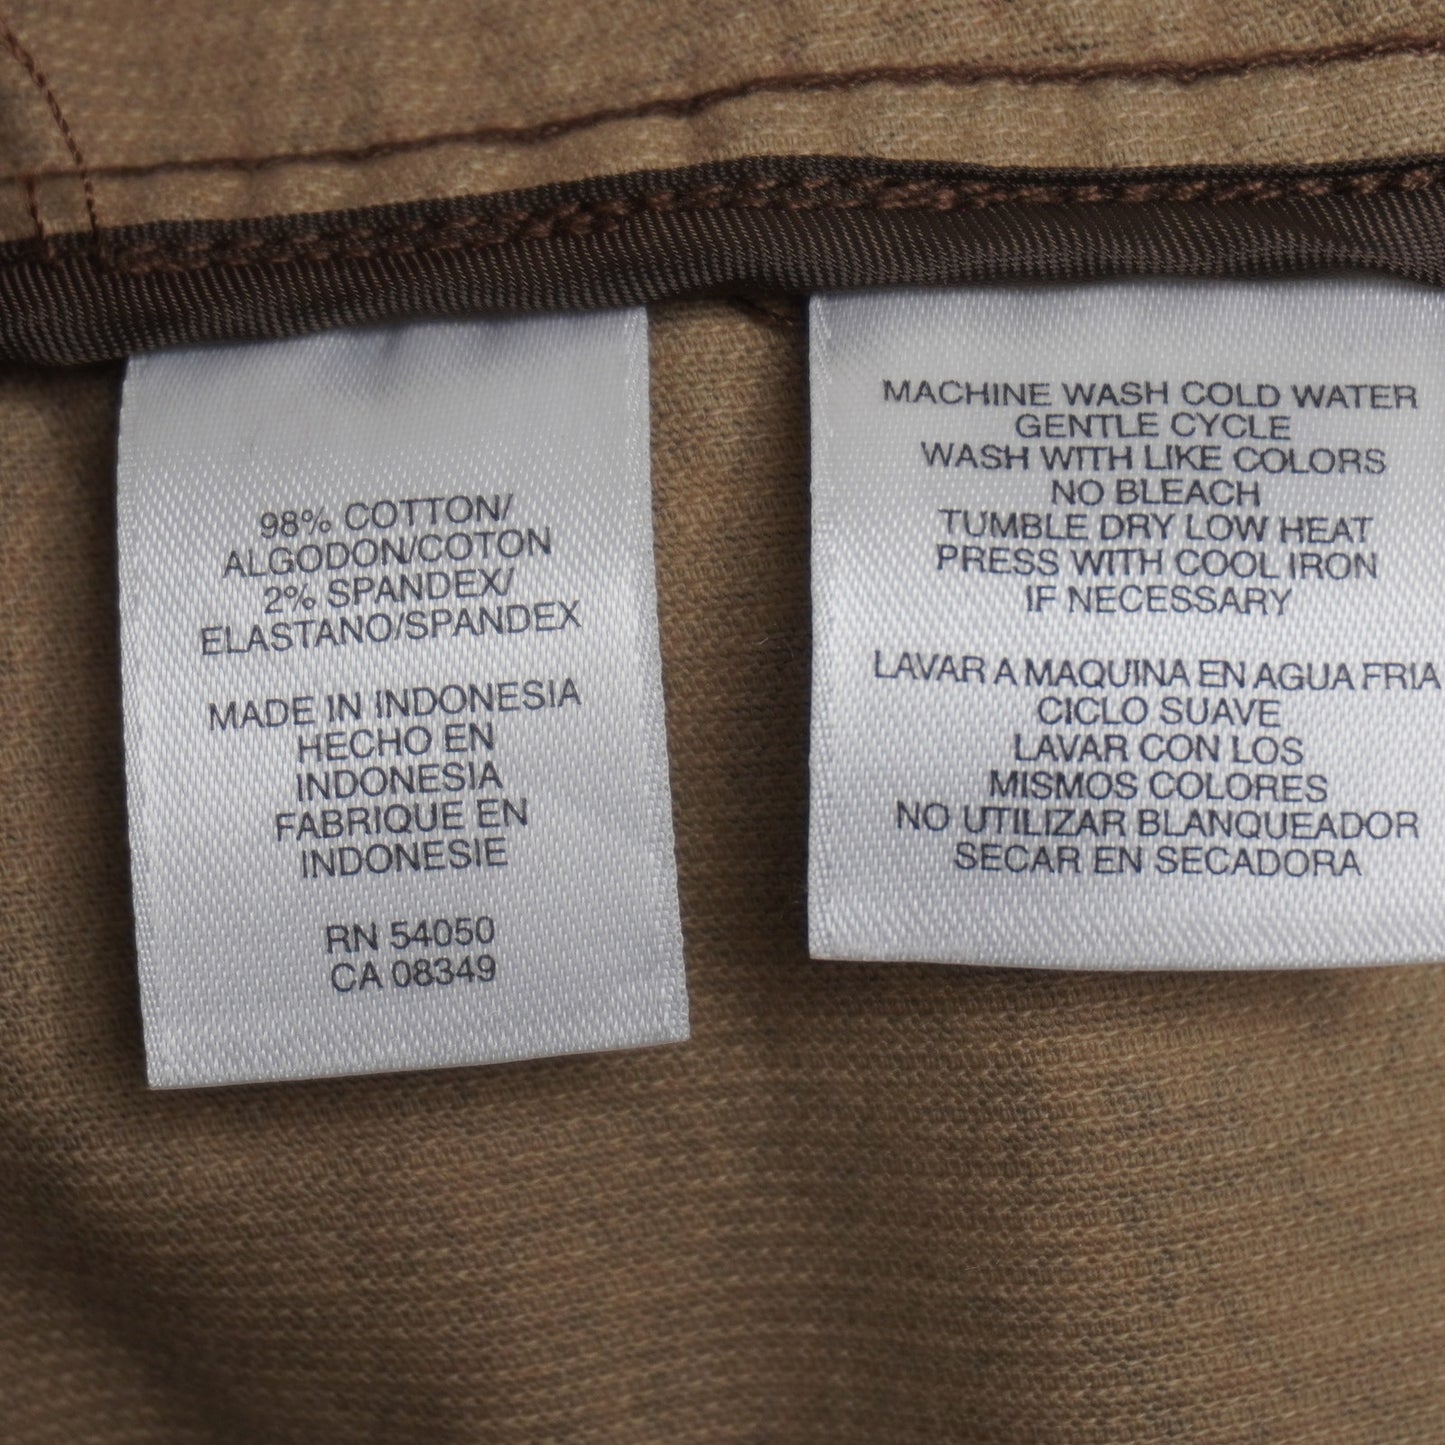 98% COTTON/
ALGODON/COTON
2% SPANDEX/
ELASTANO/SPANDEX
MADE IN INDONESIA
HECHO EN
INDONESIA
FABRIQUE EN
INDONESIE
RN 54050
CA 08349
MACHINE WASH COLD WATER
GENTLE CYCLE
WASH WITH LIKE COLORS
NO BLEACH
TUMBLE DRY LOW HEAT
PRESS WITH COOL IRON
IF NECESSARY
LAVAR A MAQUINA EN AGUA FRIA
CICLO SUAVE
LAVAR CON LOS
MISMOS COLORES
NO UTILIZAR BLANQUEADOR
SECAR EN SECADORA